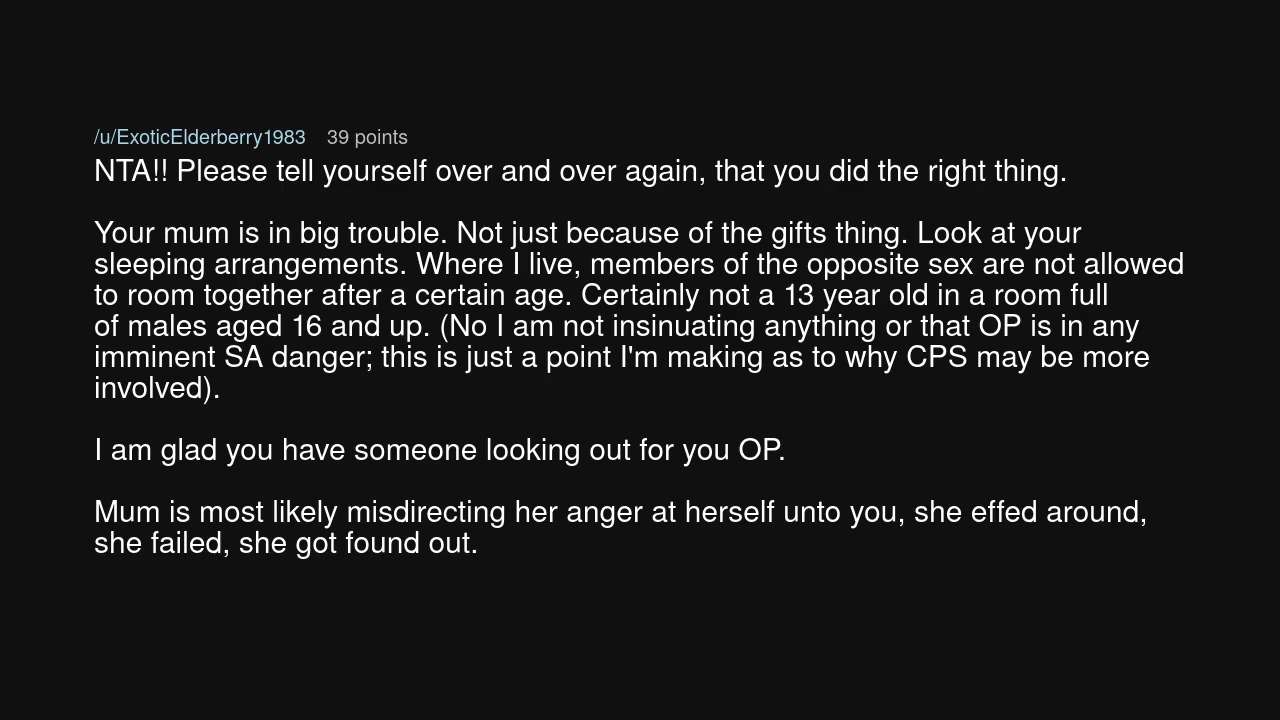 /u/ExoticElderberry1983 39 points
NTA!! Please tell yourself over and over again, that you did the right thing.
Your mum is in big trouble. Not just because of the gifts thing. Look at your
sleeping arrangements. Where I live, members of the opposite sex are not allowed
to room together after a certain age. Certainly not a 13 year old in a room full
of males aged 16 and up. (No I am not insinuating anything or that OP is in any
imminent SA danger; this is just a point I'm making as to why CPS may be more
involved).
I am glad you have someone looking out for you OP.
Mum is most likely misdirecting her anger at herself unto you, she effed around,
she failed, she got found out.